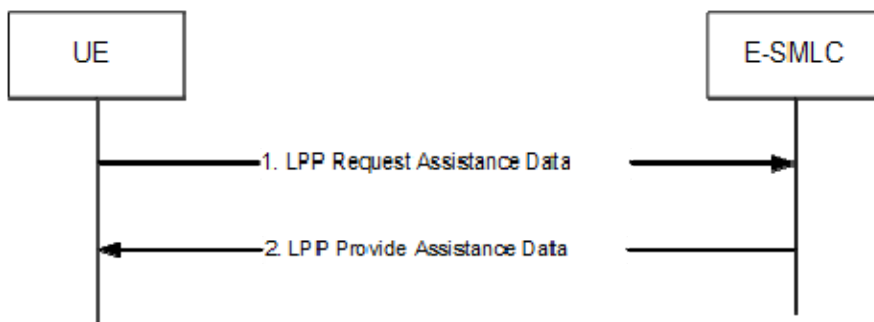 UE
E-SMLC
1. LPP Request Assistance Data
2. LPP Provide Assistance Data